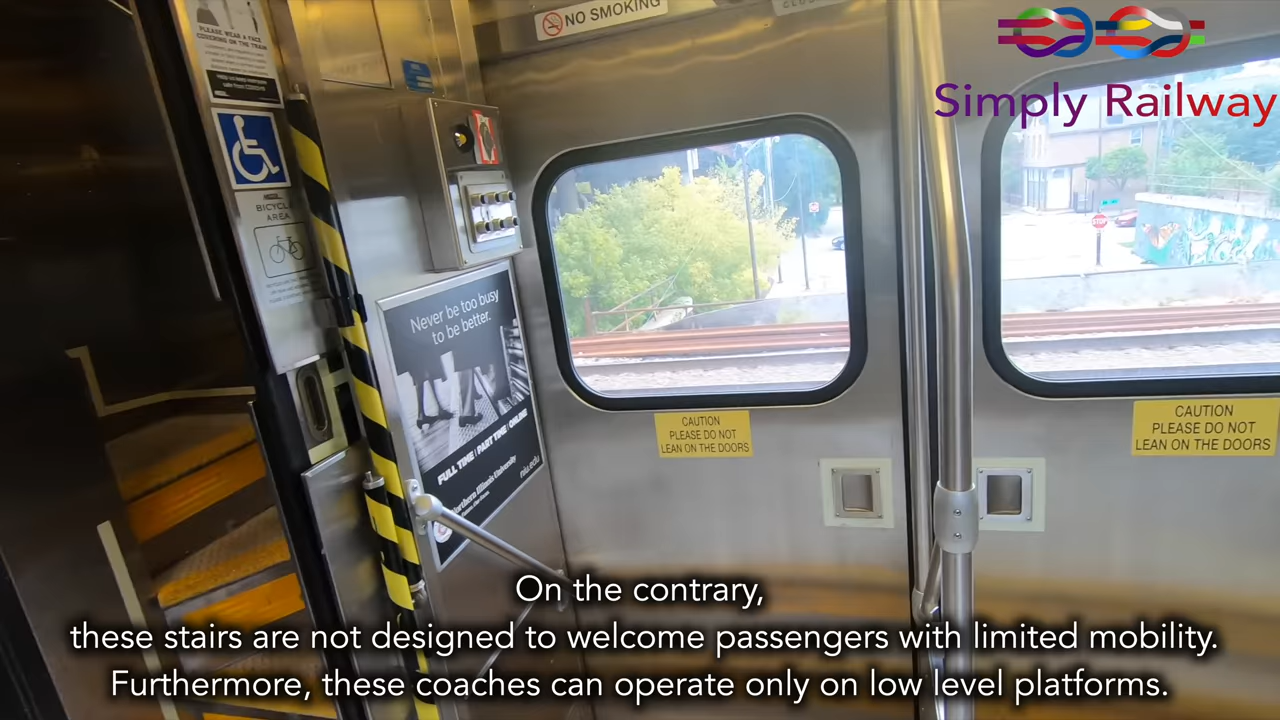 PLEASE WEAR A FACE
COVERING ON THE TRAIN
NO SMOKING
Simply Railway
BICYCLE
AREA
STOP
Never be too busy
to be better.
FULL TIME | PART TIME | ONLINE
Northern Illinois University
niu.edu
CAUTION
PLEASE DO NOT
LEAN ON THE DOORS
CAUTION
PLEASE DO NOT
LEAN ON THE DOORS
On the contrary,
these stairs are not designed to welcome passengers with limited mobility.
Furthermore, these coaches can operate only on low level platforms.